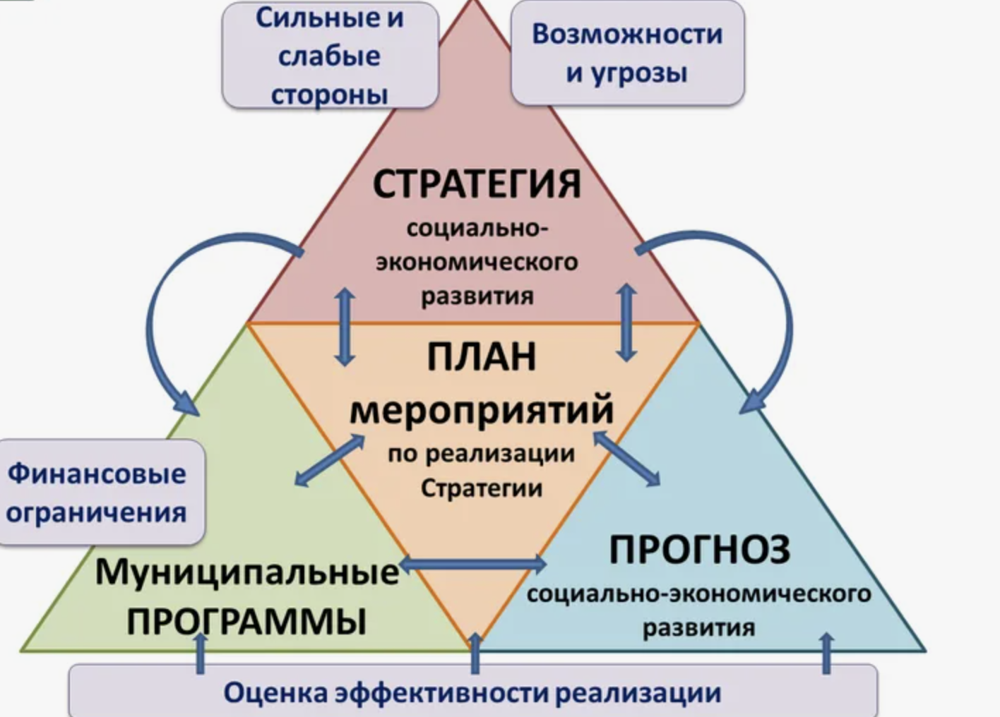 Сильные и
слабые
стороны
Возможности
и угрозы
СТРАТЕГИЯ
социально-
экономического
развития
ПЛАН
мероприятий
по реализации
Стратегии
Финансовые
ограничения
Муниципальные
ПРОГРАММЫ
ПРОГНОЗ
социально-экономического
развития
Оценка эффективности реализации